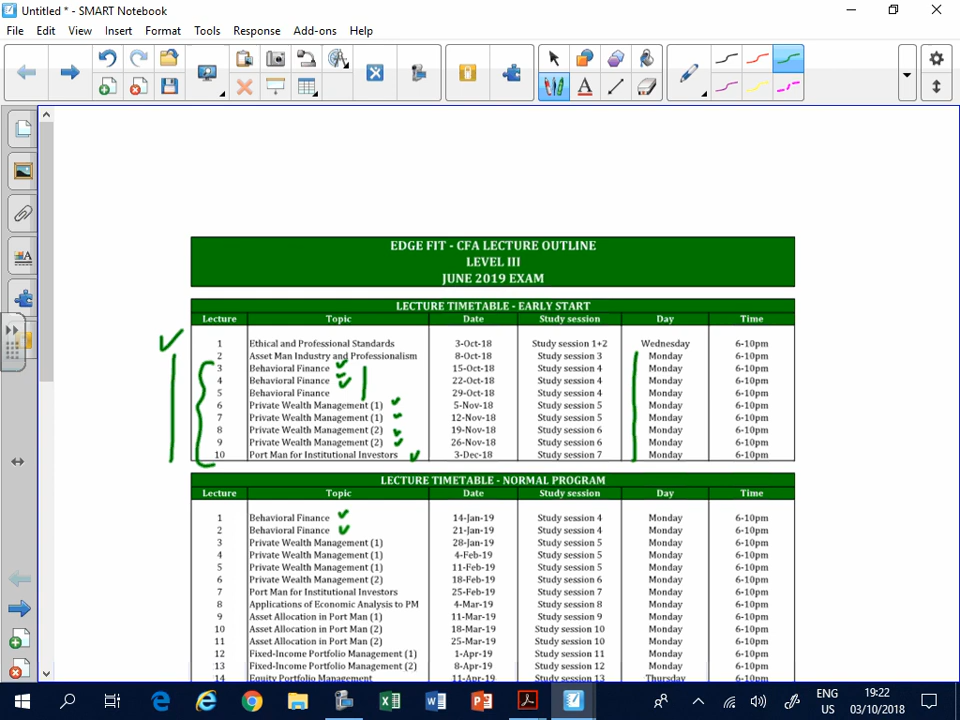 Untitled * - SMART Notebook
File Edit View Insert Format Tools Response Add-ons Help
EDGE FIT - CFA LECTURE OUTLINE
LEVEL III
JUNE 2019 EXAM
LECTURE TIMETABLE - EARLY START
Lecture Topic Date Study session Day Time
1 Ethical and Professional Standards 3-Oct-18 Study session 1+2 Wednesday 6-10pm
2 Asset Man Industry and Professionalism 8-Oct-18 Study session 3 Monday 6-10pm
3 Behavioral Finance 15-Oct-18 Study session 4 Monday 6-10pm
4 Behavioral Finance 22-Oct-18 Study session 4 Monday 6-10pm
5 Behavioral Finance 29-Oct-18 Study session 4 Monday 6-10pm
6 Private Wealth Management (1) 5-Nov-18 Study session 5 Monday 6-10pm
7 Private Wealth Management (1) 12-Nov-18 Study session 5 Monday 6-10pm
8 Private Wealth Management (2) 19-Nov-18 Study session 6 Monday 6-10pm
9 Private Wealth Management (2) 26-Nov-18 Study session 6 Monday 6-10pm
10 Port Man for Institutional Investors 3-Dec-18 Study session 7 Monday 6-10pm
LECTURE TIMETABLE - NORMAL PROGRAM
Lecture Topic Date Study session Day Time
1 Behavioral Finance 14-Jan-19 Study session 4 Monday 6-10pm
2 Behavioral Finance 21-Jan-19 Study session 4 Monday 6-10pm
3 Private Wealth Management (1) 28-Jan-19 Study session 5 Monday 6-10pm
4 Private Wealth Management (1) 4-Feb-19 Study session 5 Monday 6-10pm
5 Private Wealth Management (1) 11-Feb-19 Study session 5 Monday 6-10pm
6 Private Wealth Management (2) 18-Feb-19 Study session 6 Monday 6-10pm
7 Port Man for Institutional Investors 25-Feb-19 Study session 7 Monday 6-10pm
8 Applications of Economic Analysis to PM 4-Mar-19 Study session 8 Monday 6-10pm
9 Asset Allocation in Port Man (1) 11-Mar-19 Study session 9 Monday 6-10pm
10 Asset Allocation in Port Man (2) 18-Mar-19 Study session 10 Monday 6-10pm
11 Asset Allocation in Port Man (2) 25-Mar-19 Study session 10 Monday 6-10pm
12 Fixed-Income Portfolio Management (1) 1-Apr-19 Study session 11 Monday 6-10pm
13 Fixed-Income Portfolio Management (2) 8-Apr-19 Study session 12 Monday 6-10pm
14 Equity Portfolio Management 11-Apr-19 Study session 13 Thursday 6-10pm
ENG 19:22
US 03/10/2018